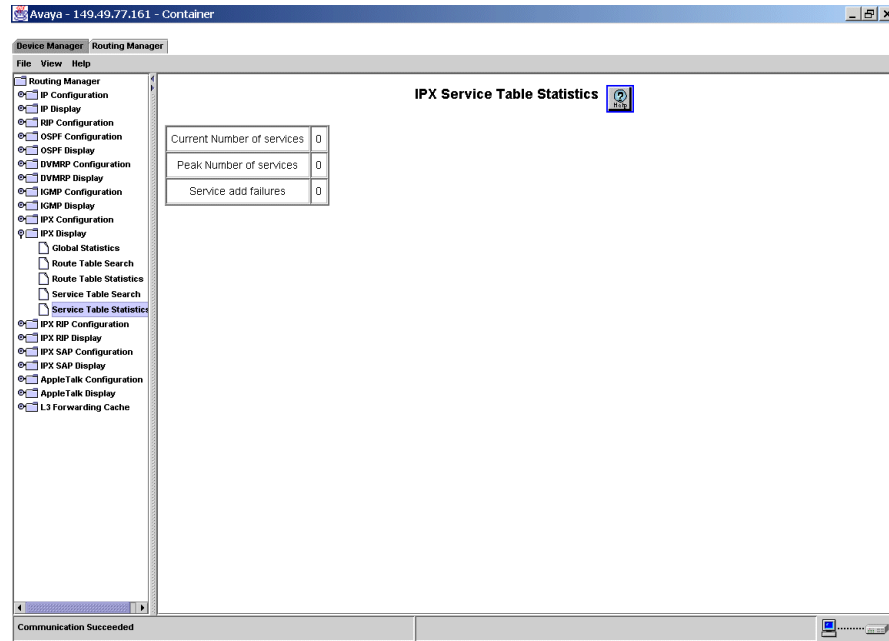 Avaya - 149.49.77.161 - Container
Device Manager Routing Manager
File View Help
Routing Manager
IP Configuration
IP Display
RIP Configuration
OSPF Configuration
OSPF Display
DVMRP Configuration
DVMRP Display
IGMP Configuration
IGMP Display
IPX Configuration
IPX Display
Global Statistics
Route Table Search
Route Table Statistics
Service Table Search
Service Table Statistics
IPX RIP Configuration
IPX RIP Display
IPX SAP Configuration
IPX SAP Display
AppleTalk Configuration
AppleTalk Display
L3 Forwarding Cache
IPX Service Table Statistics
Help
Current Number of services 0
Peak Number of services 0
Service add failures 0
Communication Succeeded